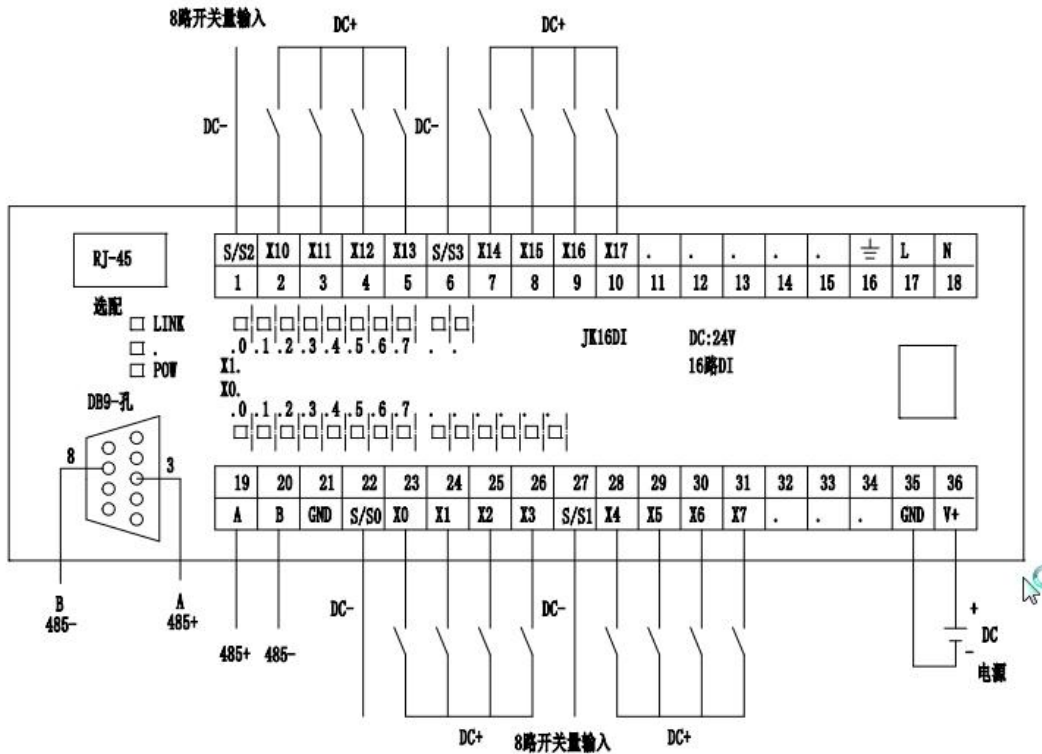 8路开关量输入 DC+ DC+
DC- DC-
S/S2 X10 X11 X12 X13 S/S3 X14 X15 X16 X17 . . . . . L N
1 2 3 4 5 6 7 8 9 10 11 12 13 14 15 16 17 18
RJ-45
选配
LINK
.
POW
.0 .1 .2 .3 .4 .5 .6 .7 . .
X1.
X0.
.0 .1 .2 .3 .4 .5 .6 .7 . . . . . .
JK16DI DC:24V
16路DI
DB9-孔
8 3
19 20 21 22 23 24 25 26 27 28 29 30 31 32 33 34 35 36
A B GND S/S0 X0 X1 X2 X3 S/S1 X4 X5 X6 X7 . . . GND V+
B
485-
A
485+
485+ 485-
DC- DC-
+
DC
-
电源
DC+ 8路开关量输入 DC+